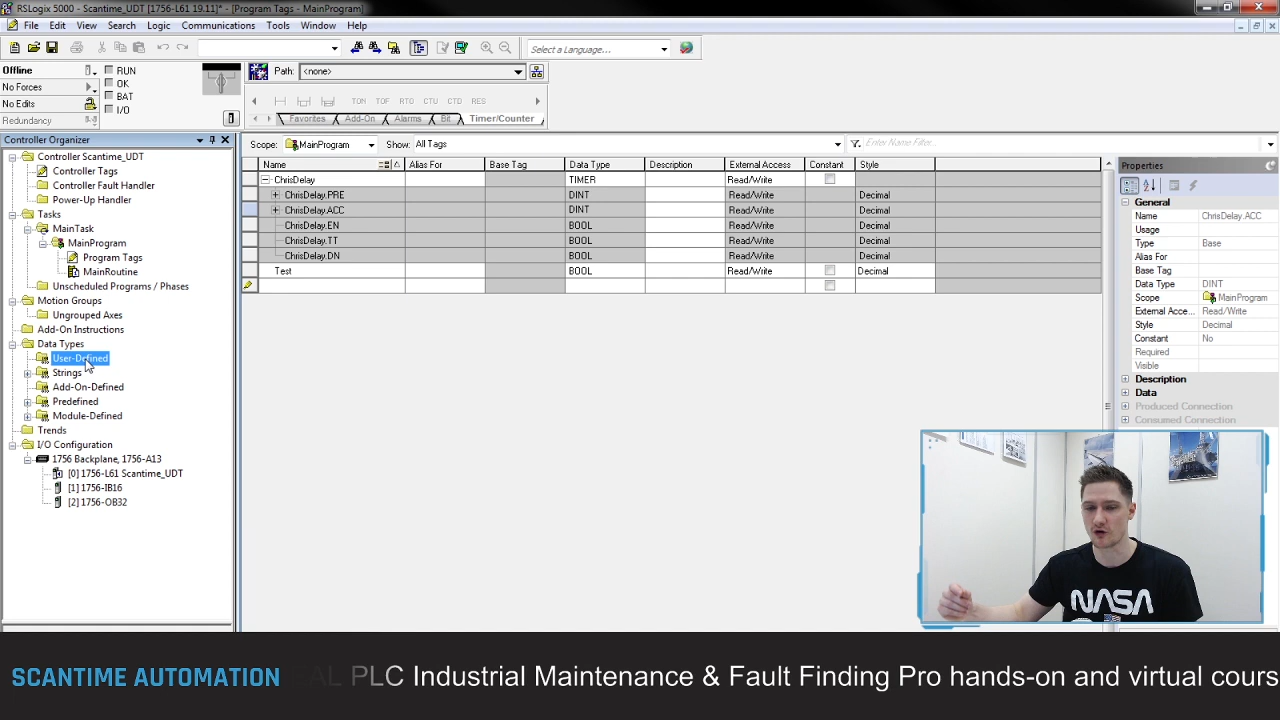 RSLogix 5000 - Scantime_UDT [1756-L61 19.11]* - [Program Tags - MainProgram]
File Edit View Search Logic Communications Tools Window Help
Select a Language...
Offline
No Forces
No Edits
Redundancy
RUN
OK
BAT
I/O
Path: <none>
TON TOF RTO CTU CTD RES
Favorites Add-On Alarms Bit Timer/Counter
Controller Organizer
Controller Scantime_UDT
Controller Tags
Controller Fault Handler
Power-Up Handler
Tasks
MainTask
MainProgram
Program Tags
MainRoutine
Unscheduled Programs / Phases
Motion Groups
Ungrouped Axes
Add-On Instructions
Data Types
User-Defined
Strings
Add-On-Defined
Predefined
Module-Defined
Trends
I/O Configuration
1756 Backplane, 1756-A13
[0] 1756-L61 Scantime_UDT
[1] 1756-IB16
[2] 1756-OB32
Scope: MainProgram Show: All Tags Enter Name Filter...
Name Alias For Base Tag Data Type Description External Access Constant Style
ChrisDelay TIMER Read/Write
ChrisDelay.PRE DINT Read/Write Decimal
ChrisDelay.ACC DINT Read/Write Decimal
ChrisDelay.EN BOOL Read/Write Decimal
ChrisDelay.TT BOOL Read/Write Decimal
ChrisDelay.DN BOOL Read/Write Decimal
Test BOOL Read/Write Decimal
Properties
General
Name ChrisDelay.ACC
Usage
Type Base
Alias For
Base Tag
Data Type DINT
Scope MainProgram
External Acce... Read/Write
Style Decimal
Constant No
Required
Visible
Description
Data
Produced Connection
Consumed Connection
NASA
SCANTIME AUTOMATION EAL PLC Industrial Maintenance & Fault Finding Pro hands-on and virtual cours